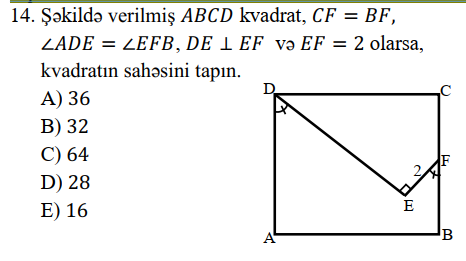 14. Şəkildə verilmiş ABCD kvadrat, CF = BF,
∠ADE = ∠EFB, DE ⊥ EF və EF = 2 olarsa,
kvadratın sahəsini tapın.
A) 36
B) 32
C) 64
D) 28
E) 16
D
C
F
2
E
A
B